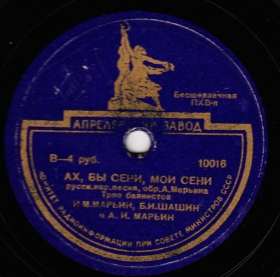 Бесшелачная
ПХВ-я
АПРЕЛЕВСКИЙ ЗАВОД
В—4 руб. 10016
АХ, ВЫ СЕНИ, МОИ СЕНИ
русск. нар. песня, обр. А. Марьина
Трио баянистов
И М. МАРЬИН, Б. И. ШАШИН
и А. И. МАРЬИН
КОМИТЕТ РАДИОИНФОРМАЦИИ ПРИ СОВЕТЕ МИНИСТРОВ СССР